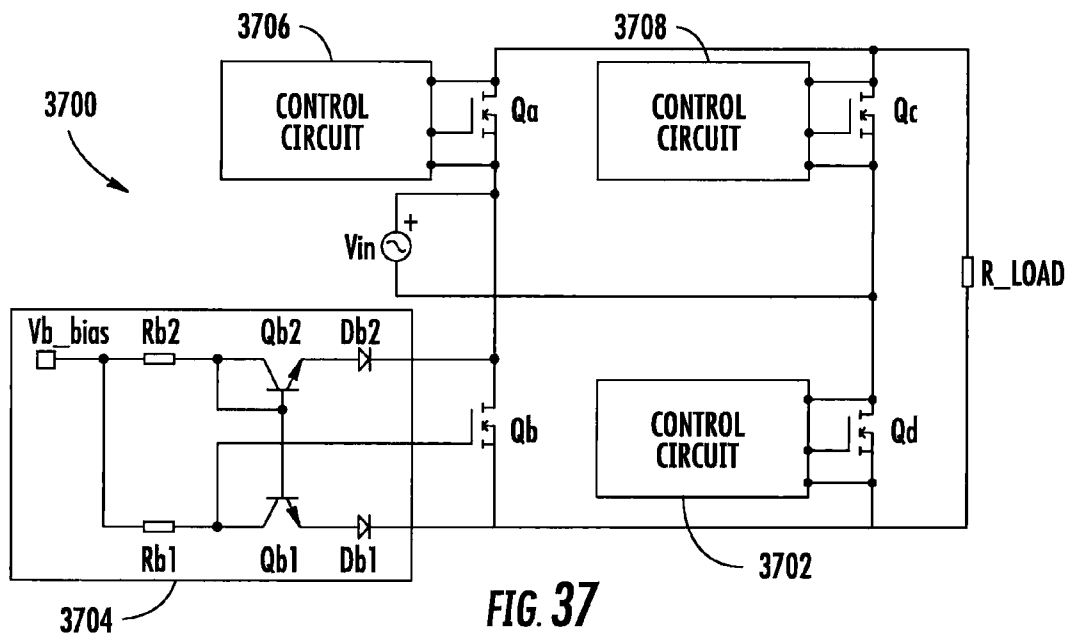 3706
3708
3700
CONTROL
CIRCUIT
Qa
CONTROL
CIRCUIT
Qc
+
Vin
R_LOAD
Vb_bias
Rb2
Qb2
Db2
Qb
CONTROL
CIRCUIT
Qd
Rb1
Qb1
Db1
3702
3704
FIG. 37